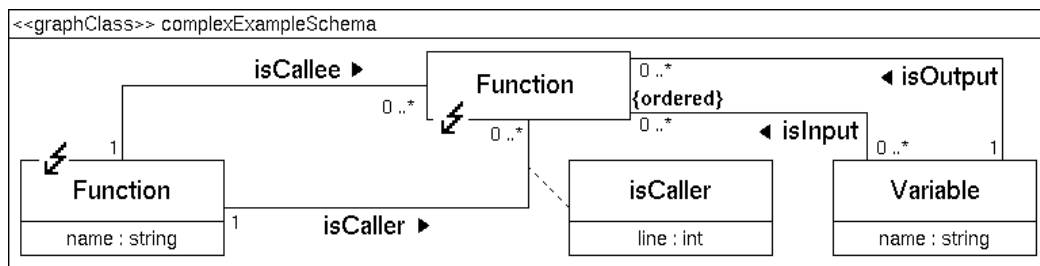 <<graphClass>> complexExampleSchema
isCallee ▶
Function
0 ..*
◀ isOutput
0 ..*
{ordered}
0 ..*
◀ isInput
0 ..*
1
0 ..*
1
Function
name : string
1
isCaller ▶
isCaller
line : int
Variable
name : string